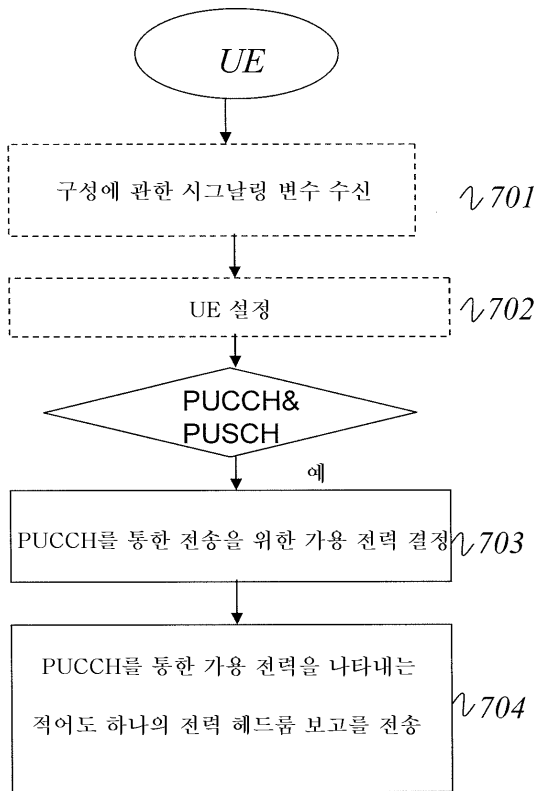 UE
구성에 관한 시그날링 변수 수신
701
UE 설정
702
PUCCH&
PUSCH
예
PUCCH를 통한 전송을 위한 가용 전력 결정
703
PUCCH를 통한 가용 전력을 나타내는
적어도 하나의 전력 헤드룸 보고를 전송
704